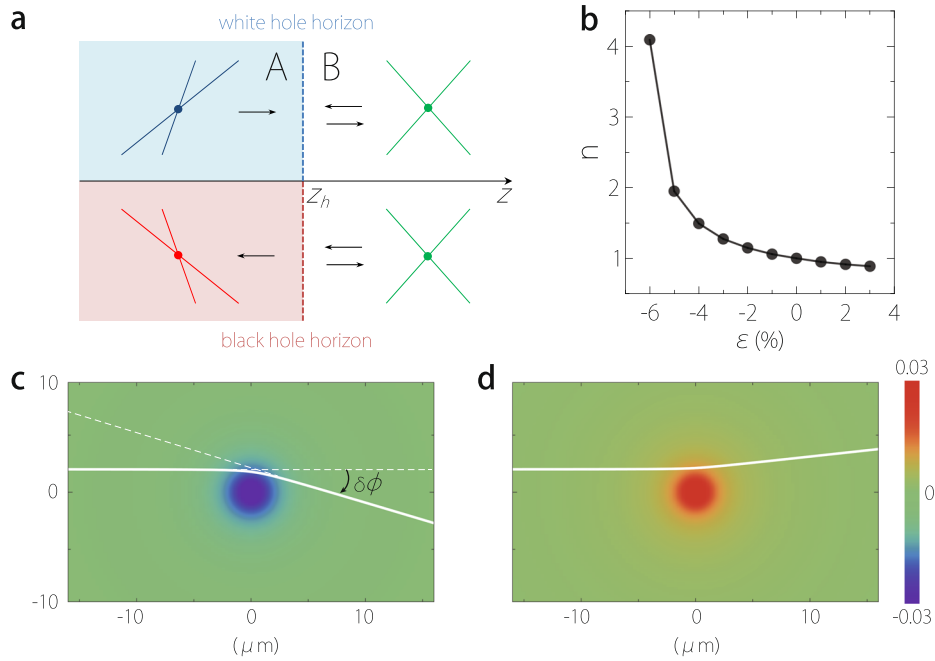 a
white hole horizon
A
B
z_h
z
black hole horizon
b
n
4
3
2
1
-6
-4
-2
0
2
4
ε (%)
c
10
0
-10
δϕ
-10
0
10
(μm)
d
-10
0
10
(μm)
0.03
0
-0.03